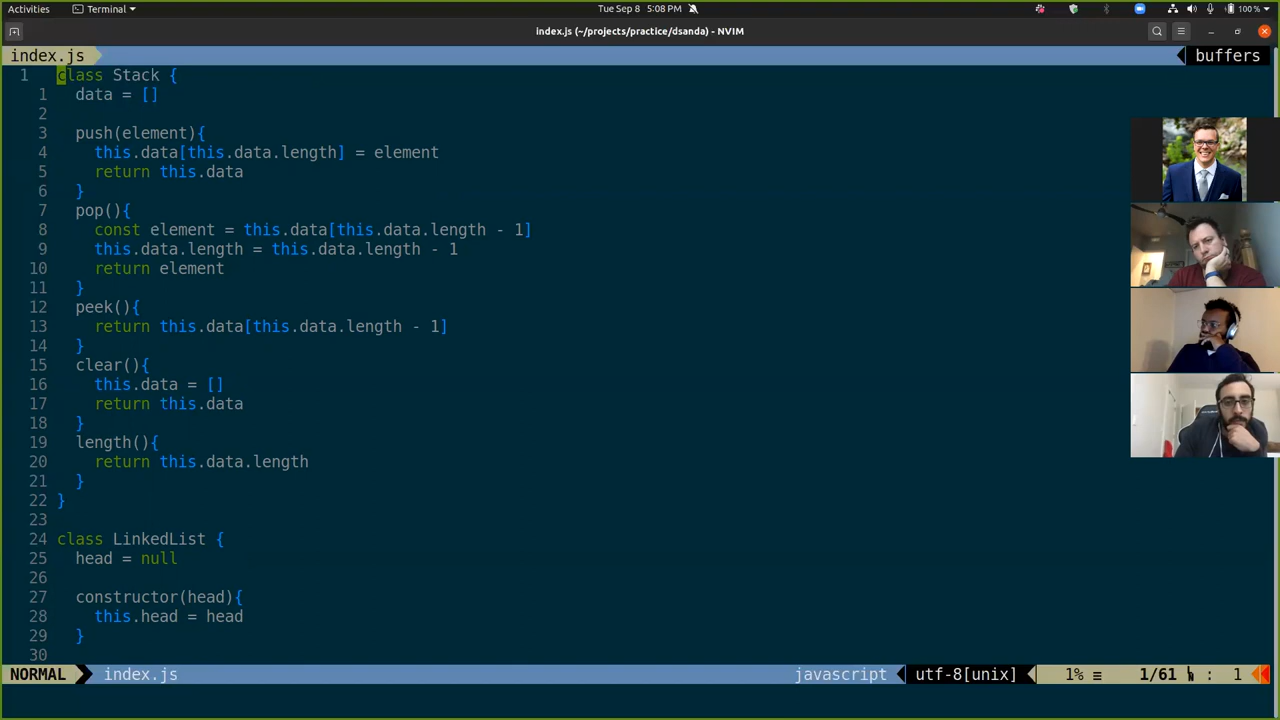 Activities Terminal Tue Sep 8 5:08 PM 100 %
index.js (~/projects/practice/dsanda) - NVIM
index.js buffers
1 class Stack {
1 data = []
2
3 push(element){
4 this.data[this.data.length] = element
5 return this.data
6 }
7 pop(){
8 const element = this.data[this.data.length - 1]
9 this.data.length = this.data.length - 1
10 return element
11 }
12 peek(){
13 return this.data[this.data.length - 1]
14 }
15 clear(){
16 this.data = []
17 return this.data
18 }
19 length(){
20 return this.data.length
21 }
22 }
23
24 class LinkedList {
25 head = null
26
27 constructor(head){
28 this.head = head
29 }
30
NORMAL index.js javascript utf-8[unix] 1% ≡ 1/61 : 1